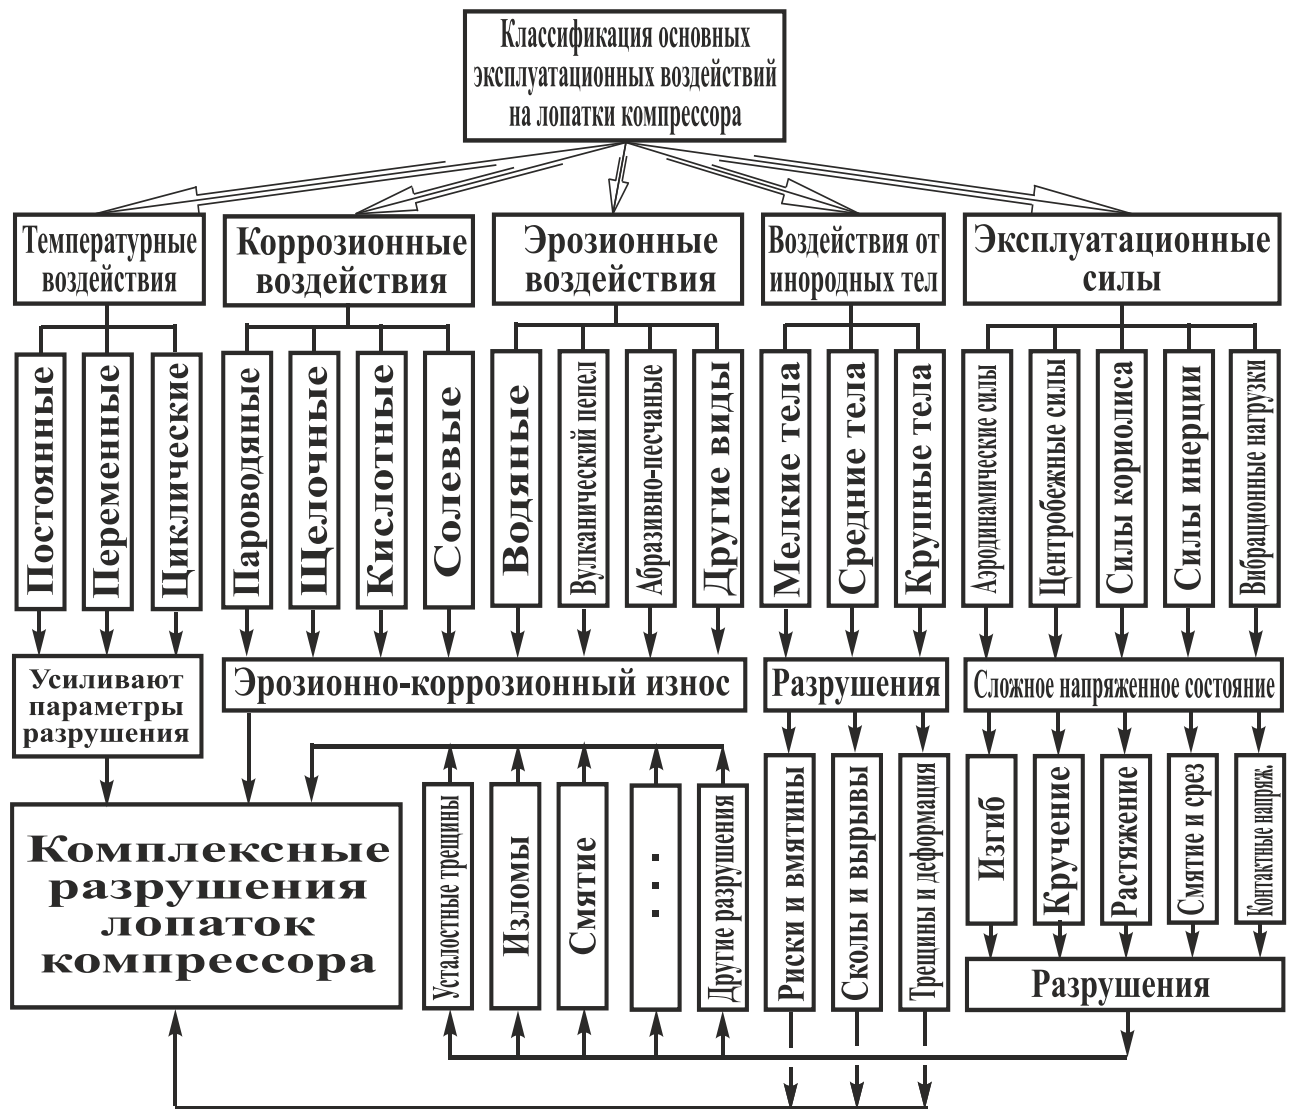 Классификация основных
эксплуатационных воздействий
на лопатки компрессора
Температурные
воздействия
Коррозионные
воздействия
Эрозионные
воздействия
Воздействия от
инородных тел
Эксплуатационные
силы
Постоянные
Переменные
Циклические
Пароводяные
Щелочные
Кислотные
Солевые
Водяные
Вулканический пепел
Абразивно-песчаные
Другие виды
Мелкие тела
Средние тела
Крупные тела
Аэродинамические силы
Центробежные силы
Силы кориолиса
Силы инерции
Вибрационные нагрузки
Усиливают
параметры
разрушения
Эрозионно-коррозионный износ
Разрушения
Сложное напряженное состояние
Комплексные
разрушения
лопаток
компрессора
Усталостные трещины
Изломы
Смятие
...
Другие разрушения
Риски и вмятины
Сколы и вырывы
Трещины и деформация
Изгиб
Кручение
Растяжение
Смятие и срез
Контактные напряж.
Разрушения